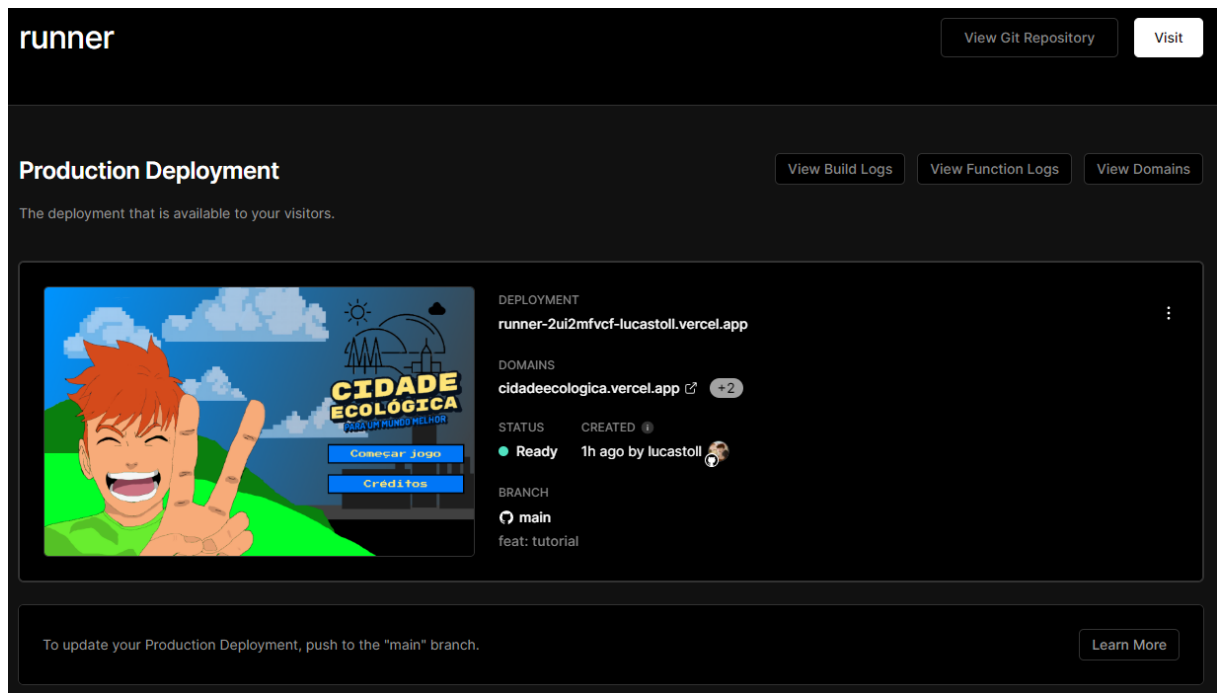 runner
View Git Repository
Visit
Production Deployment
View Build Logs
View Function Logs
View Domains
The deployment that is available to your visitors.
CIDADE
ECOLÓGICA
PARA UM MUNDO MELHOR
Começar jogo
Créditos
DEPLOYMENT
runner-2ui2mfvcf-lucastoll.vercel.app
DOMAINS
cidadeecologica.vercel.app +2
STATUS CREATED
Ready 1h ago by lucastoll
BRANCH
main
feat: tutorial
To update your Production Deployment, push to the "main" branch.
Learn More